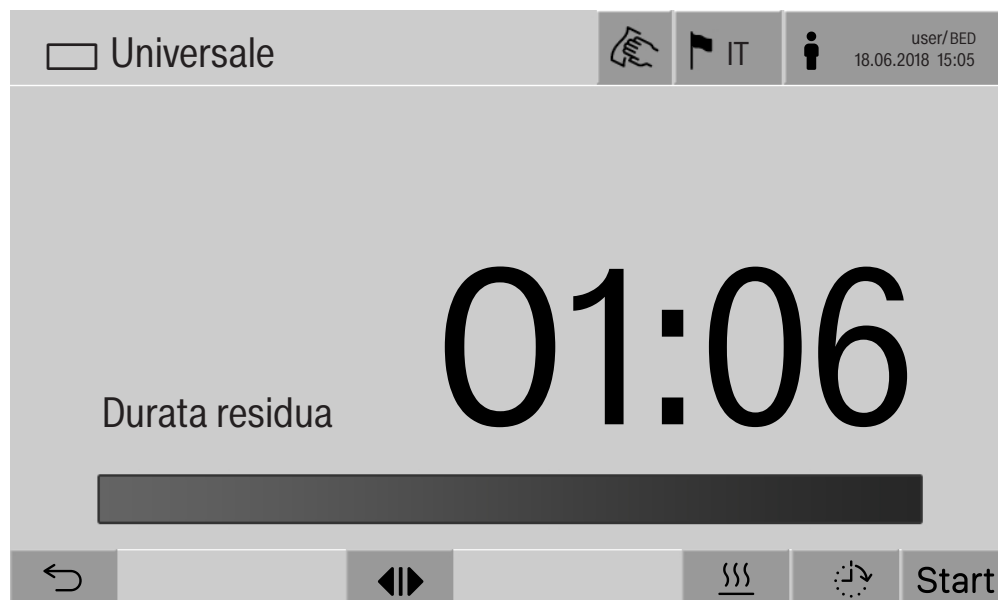 Universale
IT
user/BED
18.06.2018 15:05
01:06
Durata residua
Start